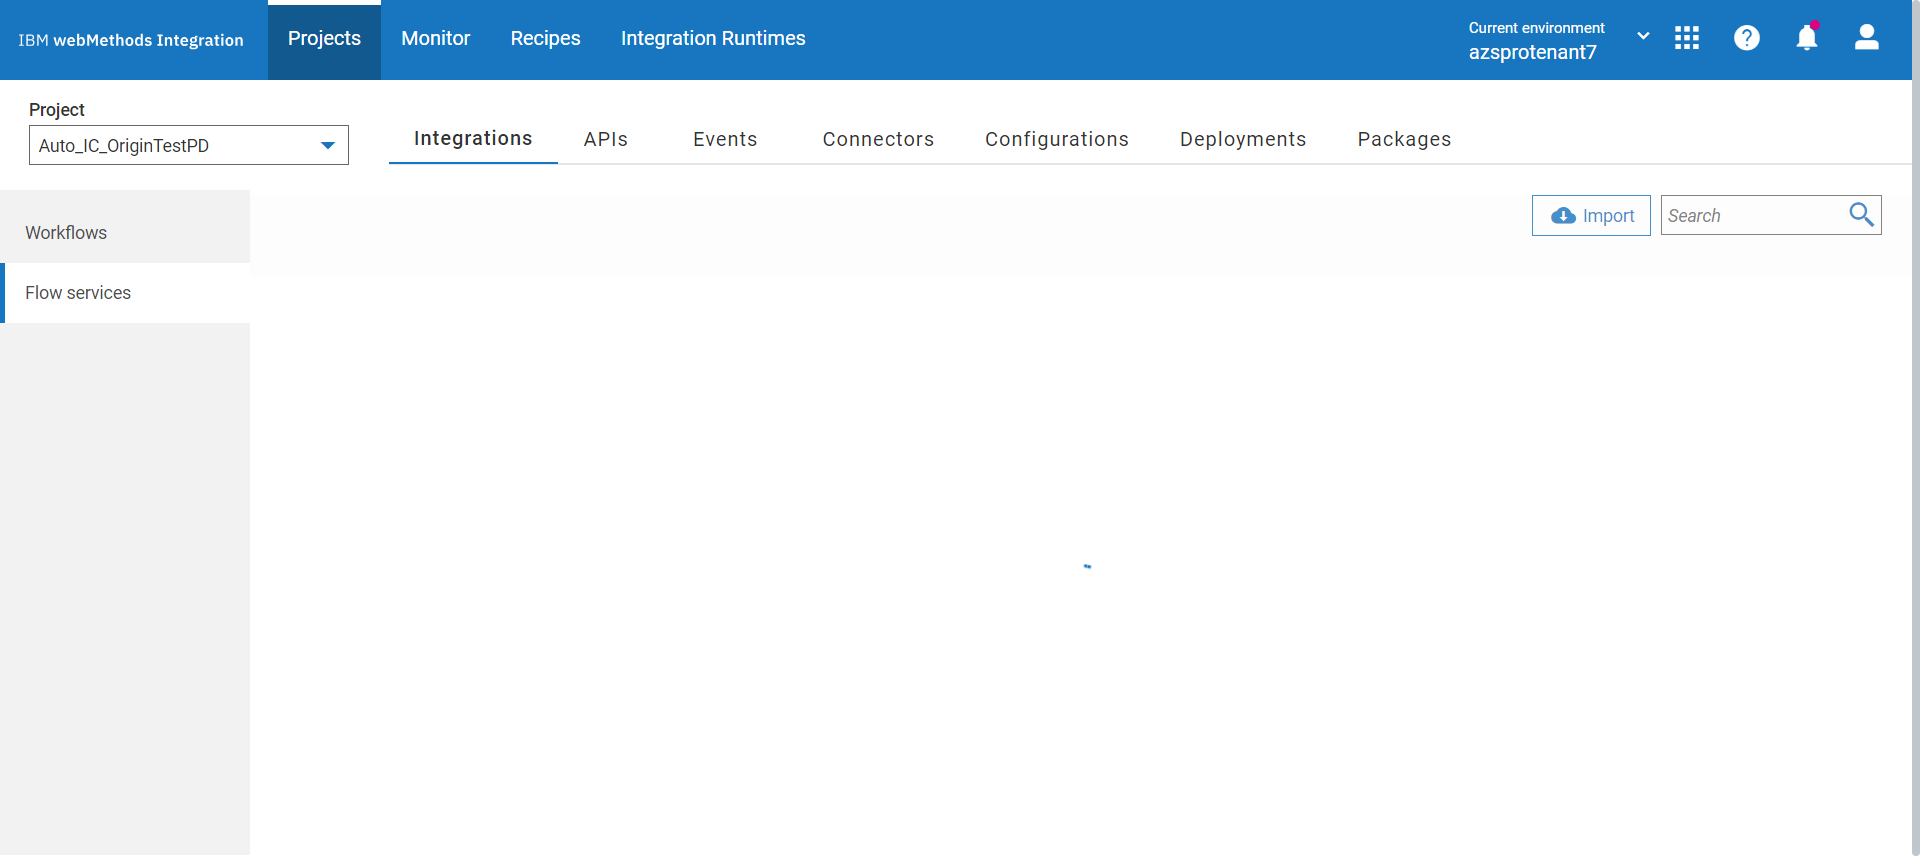 IBM webMethods Integration
Projects
Monitor
Recipes
Integration Runtimes
Current environment
azsprotenant7
Project
Auto_IC_OriginTestPD
Integrations
APIs
Events
Connectors
Configurations
Deployments
Packages
Workflows
Flow services
Import
Search